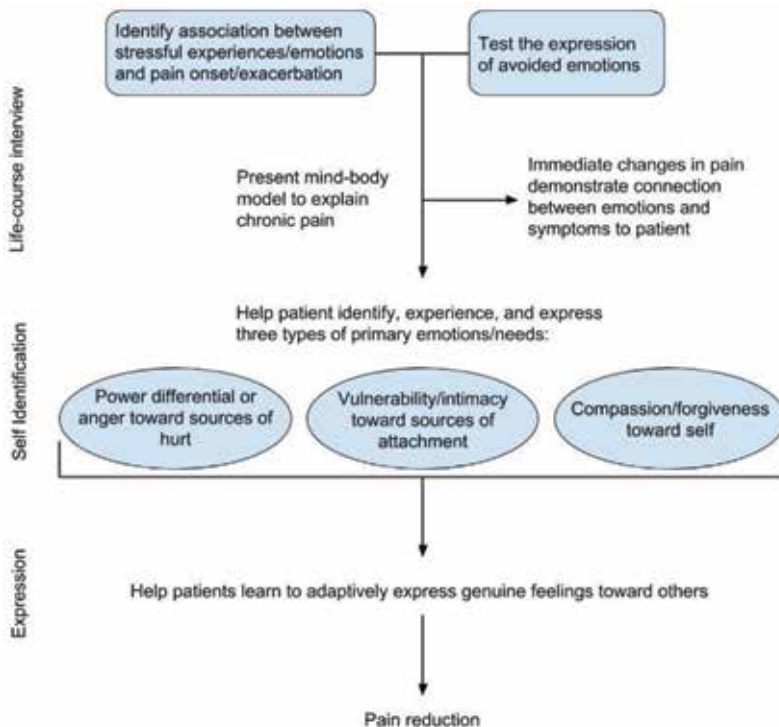 Identify association between
stressful experiences/emotions
and pain onset/exacerbation
Test the expression
of avoided emotions
Life-course interview
Present mind-body
model to explain
chronic pain
Immediate changes in pain
demonstrate connection
between emotions and
symptoms to patient
Help patient identify, experience, and express
three types of primary emotions/needs:
Self Identification
Power differential or
anger toward sources of
hurt
Vulnerability/intimacy
toward sources of
attachment
Compassion/forgiveness
toward self
Expression
Help patients learn to adaptively express genuine feelings toward others
Pain reduction